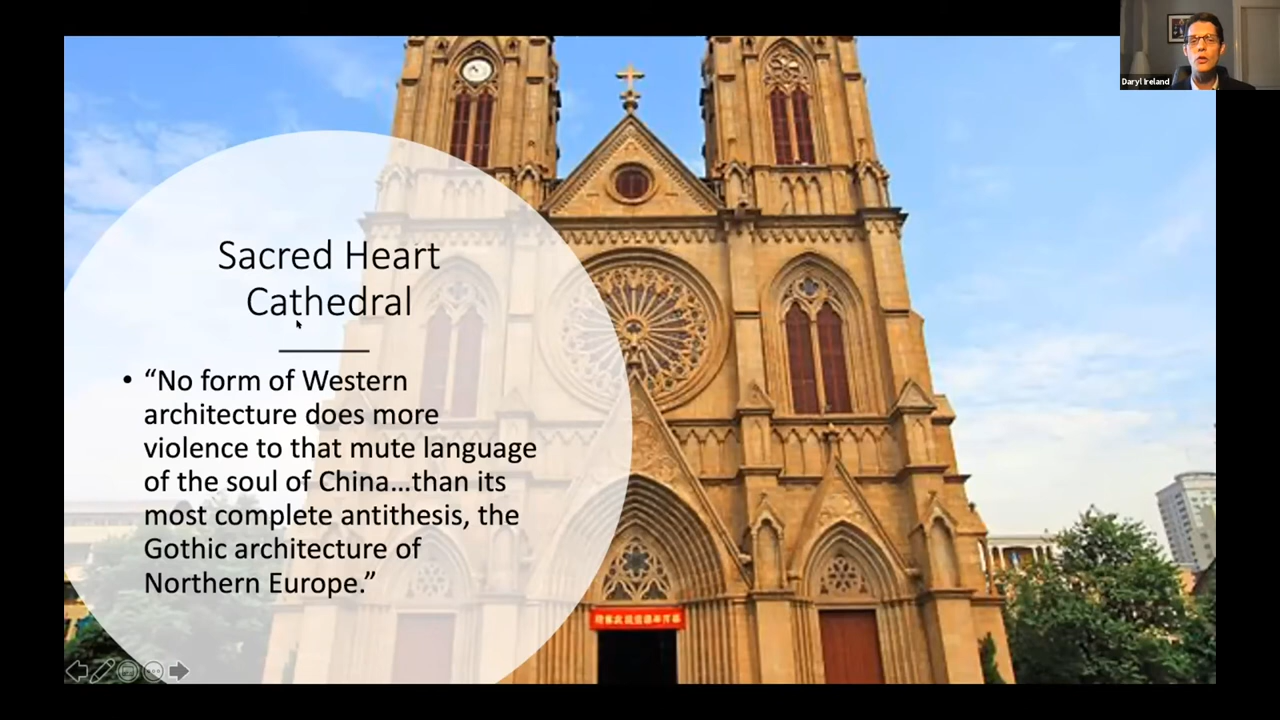 Daryl Ireland
Sacred Heart
Cathedral
• “No form of Western
architecture does more
violence to that mute language
of the soul of China…than its
most complete antithesis, the
Gothic architecture of
Northern Europe.”